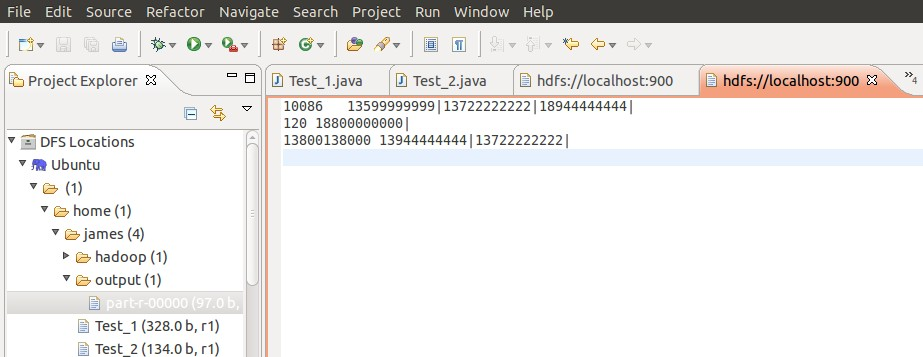 File Edit Source Refactor Navigate Search Project Run Window Help
Project Explorer
Test_1.java
Test_2.java
hdfs://localhost:900
hdfs://localhost:900
4
10086 13599999999|13722222222|18944444444|
120 18800000000|
13800138000 13944444444|13722222222|
DFS Locations
Ubuntu
(1)
home (1)
james (4)
hadoop (1)
output (1)
part-r-00000 (97.0 b,
Test_1 (328.0 b, r1)
Test_2 (134.0 b, r1)